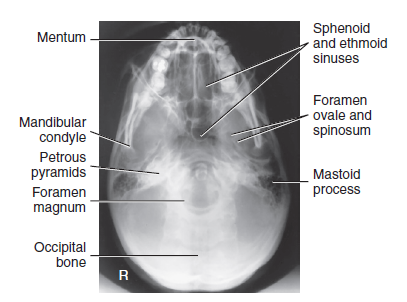 Mentum
Mandibular
condyle
Petrous
pyramids
Foramen
magnum
Occipital
bone
R
Sphenoid
and ethmoid
sinuses
Foramen
ovale and
spinosum
Mastoid
process